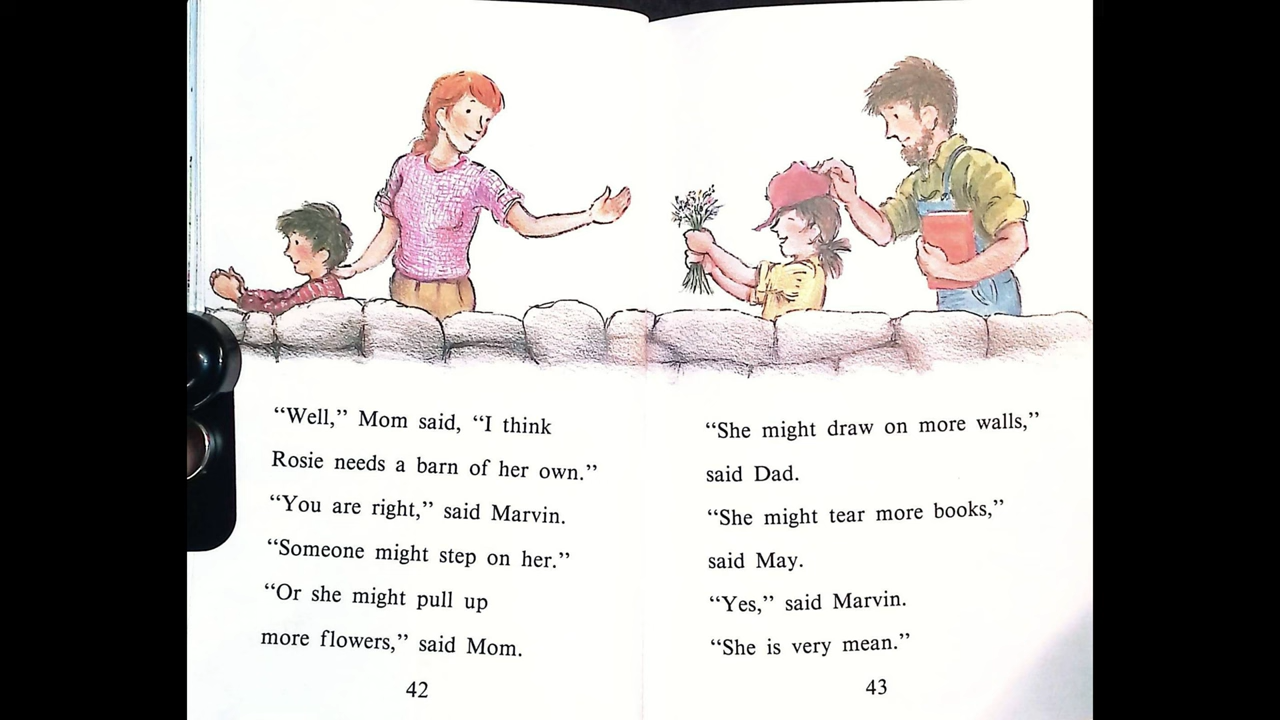 “Well,” Mom said, “I think
Rosie needs a barn of her own.”
“You are right,” said Marvin.
“Someone might step on her.”
“Or she might pull up
more flowers,” said Mom.
42
“She might draw on more walls,”
said Dad.
“She might tear more books,”
said May.
“Yes,” said Marvin.
“She is very mean.”
43